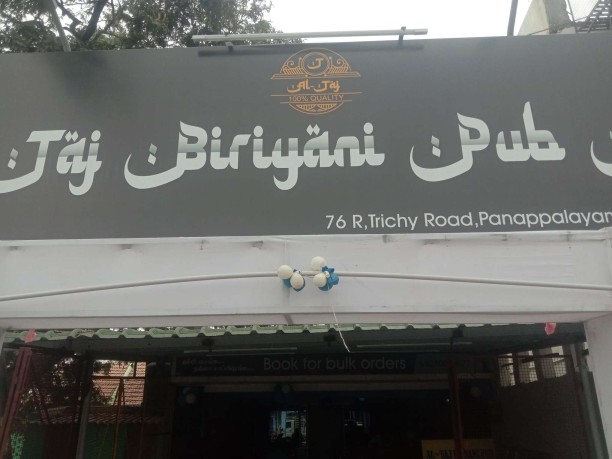 J
Al-Taj
100% QUALITY
Taj Biriyani Pub
76 R,Trichy Road,Panappalayam
Book for bulk orders